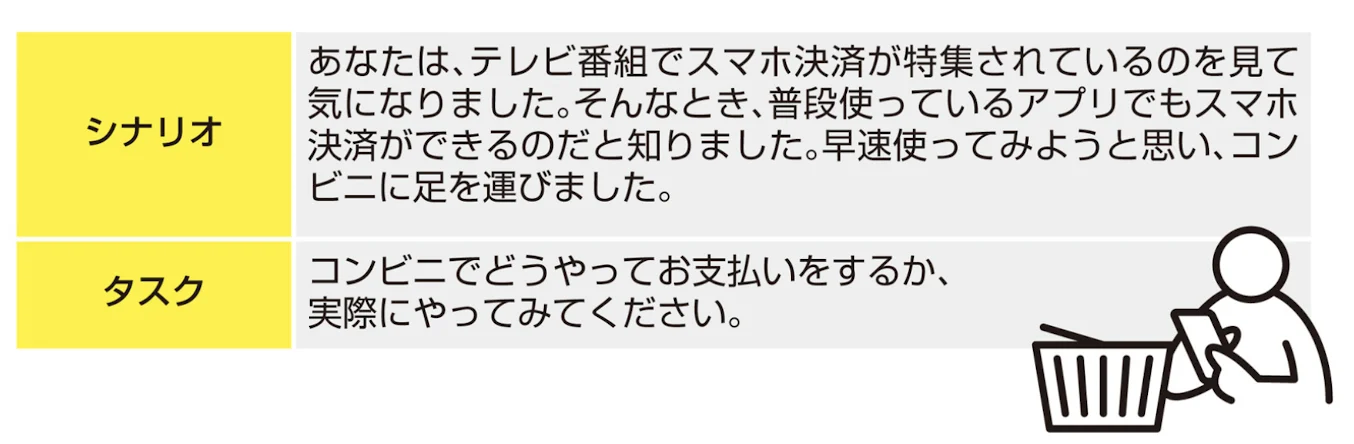 シナリオ
あなたは、テレビ番組でスマホ決済が特集されているのを見て
気になりました。そんなとき、普段使っているアプリでもスマホ
決済ができるのだと知りました。早速使ってみようと思い、コン
ビニに足を運びました。
タスク
コンビニでどうやってお支払いをするか、
実際にやってみてください。